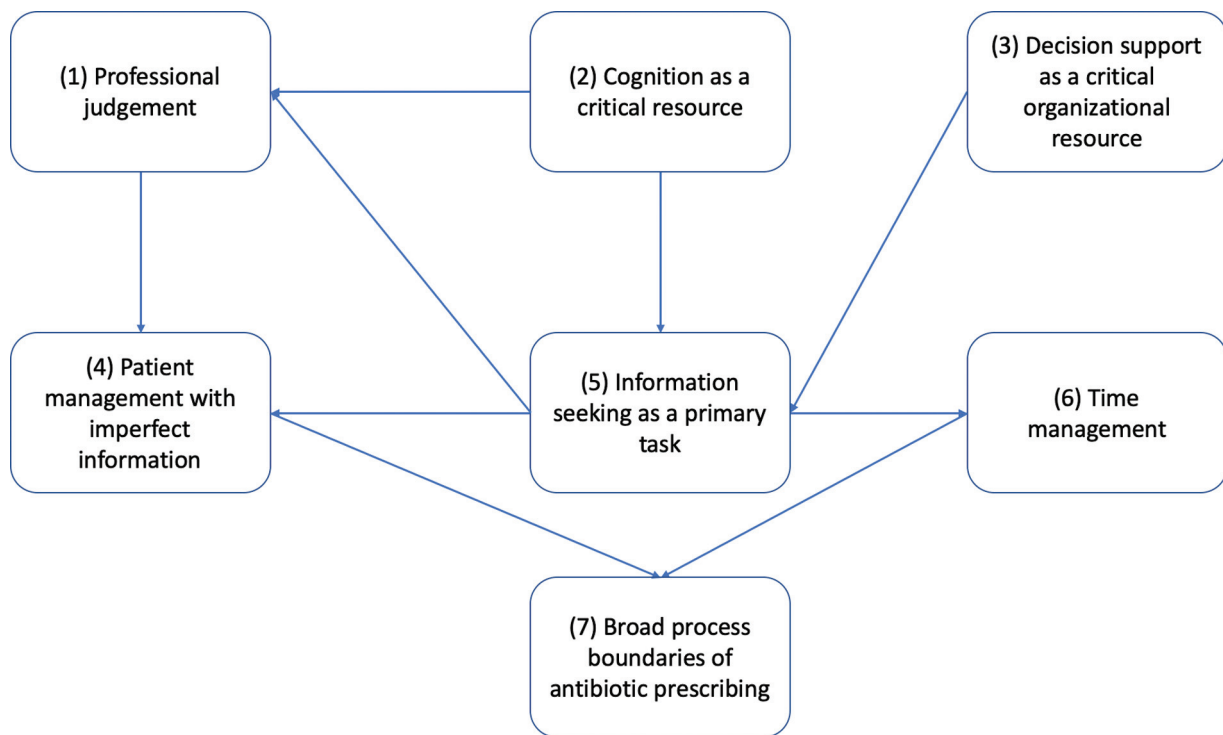 (1) Professional
judgement
(2) Cognition as a
critical resource
(3) Decision support
as a critical
organizational
resource
(4) Patient
management with
imperfect
information
(5) Information
seeking as a primary
task
(6) Time
management
(7) Broad process
boundaries of
antibiotic prescribing